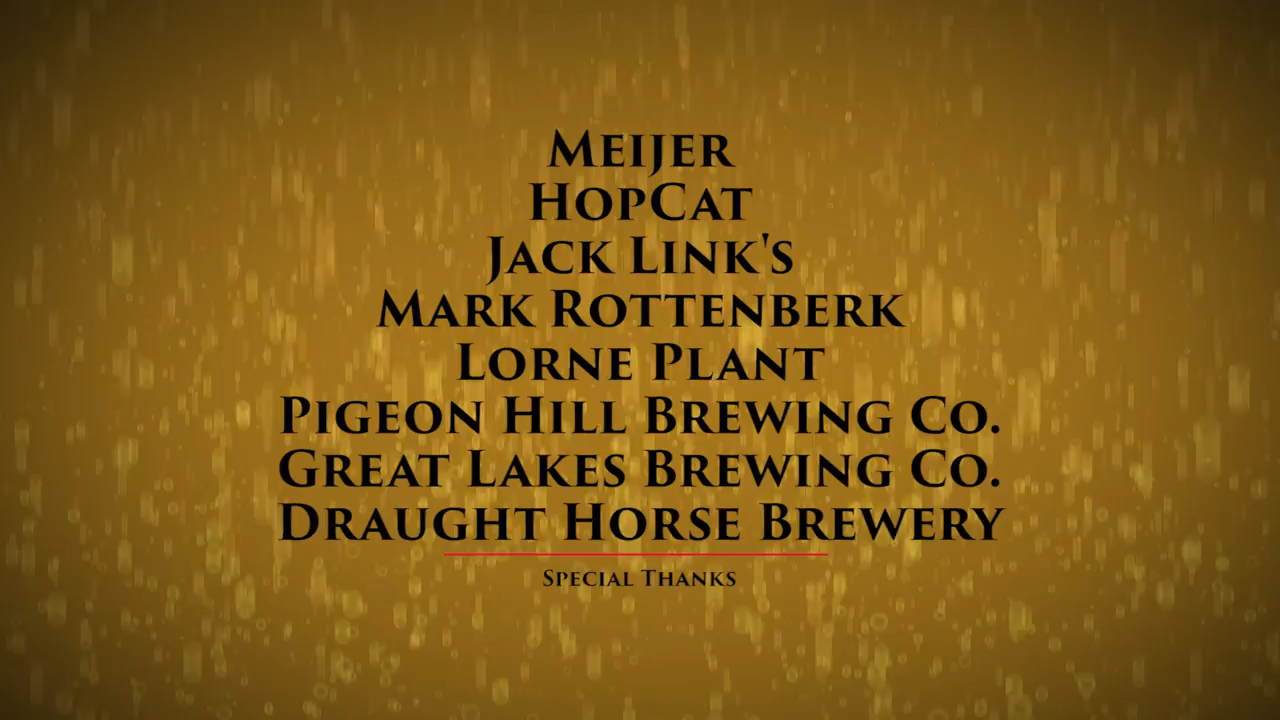 Meijer
HopCat
Jack Link's
Mark Rottenberk
Lorne Plant
Pigeon Hill Brewing Co.
Great Lakes Brewing Co.
Draught Horse Brewery
Special Thanks